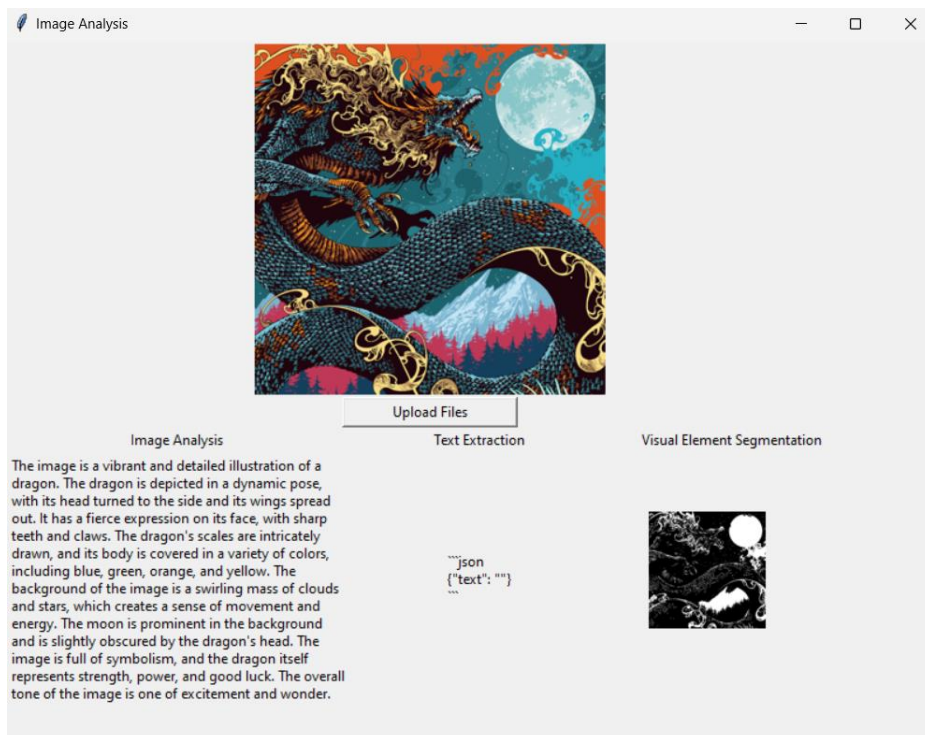 Image Analysis
Upload Files
Image Analysis
Text Extraction
Visual Element Segmentation
The image is a vibrant and detailed illustration of a
dragon. The dragon is depicted in a dynamic pose,
with its head turned to the side and its wings spread
out. It has a fierce expression on its face, with sharp
teeth and claws. The dragon's scales are intricately
drawn, and its body is covered in a variety of colors,
including blue, green, orange, and yellow. The
background of the image is a swirling mass of clouds
and stars, which creates a sense of movement and
energy. The moon is prominent in the background
and is slightly obscured by the dragon's head. The
image is full of symbolism, and the dragon itself
represents strength, power, and good luck. The overall
tone of the image is one of excitement and wonder.
```json
{"text": ""}
```